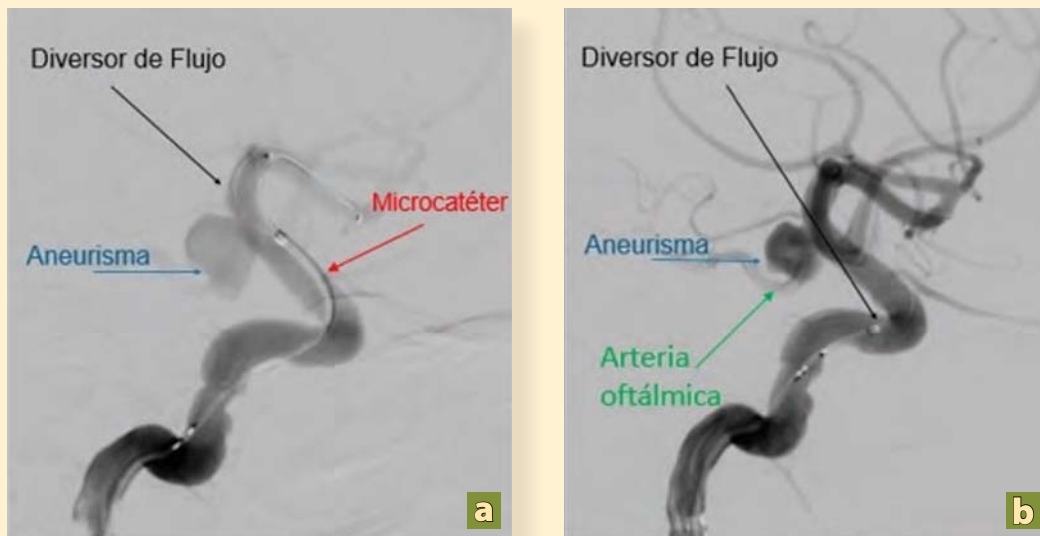 Diversor de Flujo
Microcatéter
Aneurisma
a
Diversor de Flujo
Aneurisma
Arteria
oftálmica
b